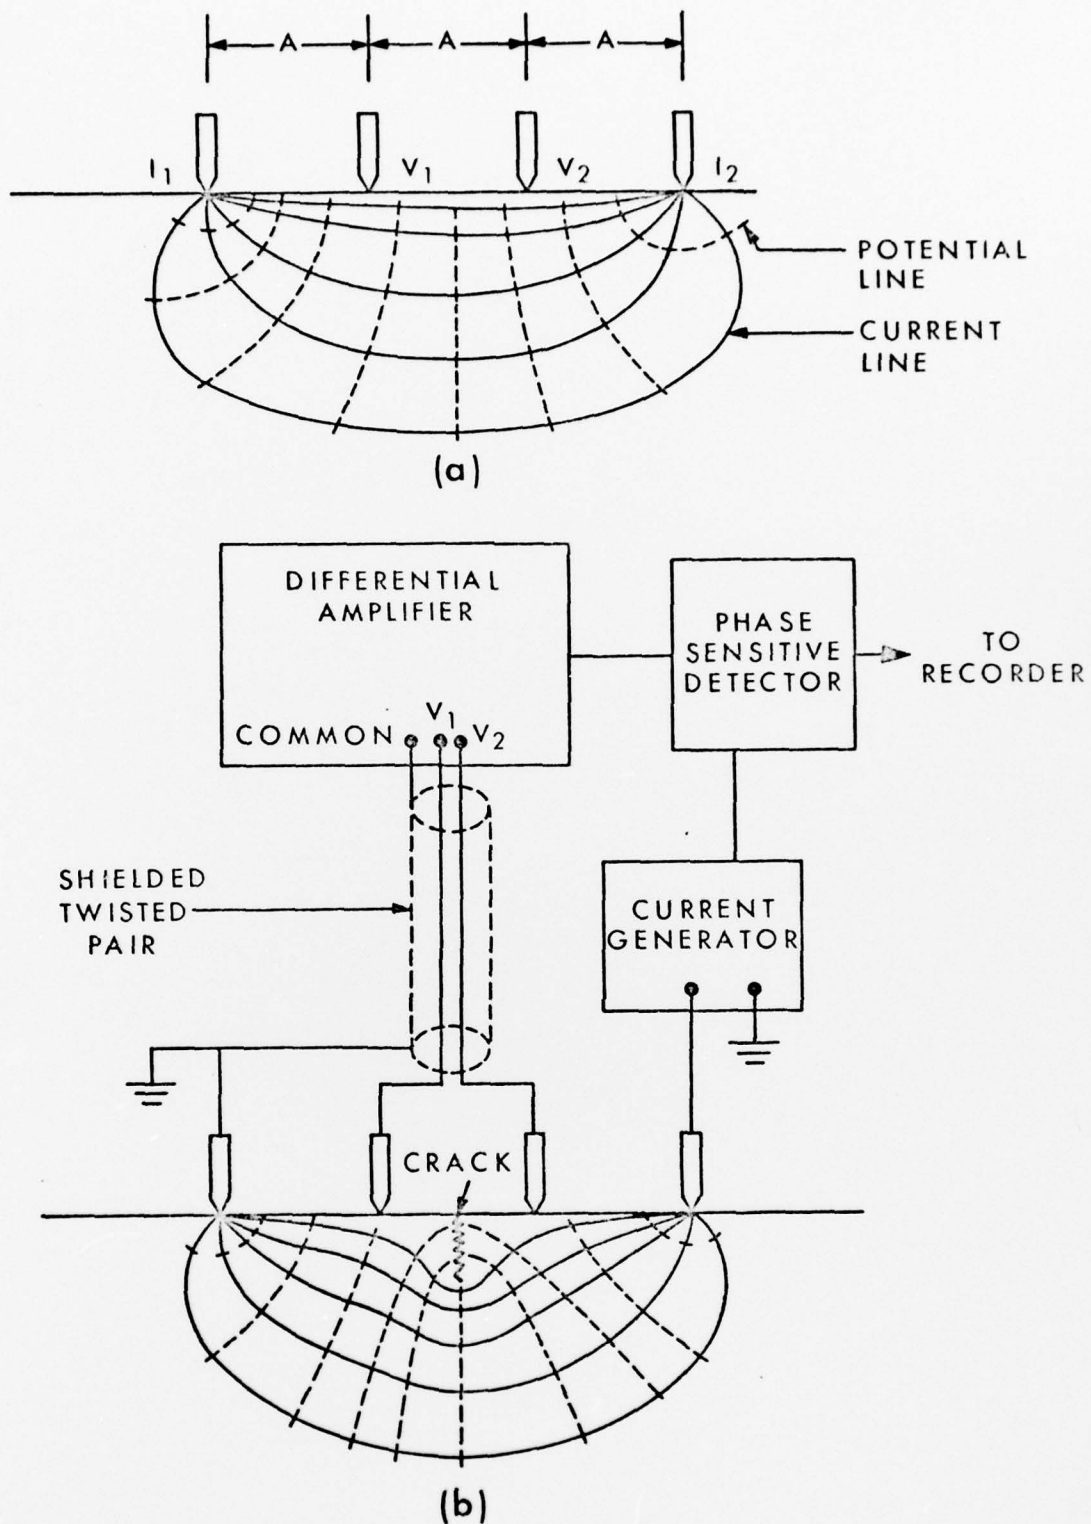 A A A
I1 V1 V2 I2
POTENTIAL
LINE
CURRENT
LINE
(a)
DIFFERENTIAL
AMPLIFIER
PHASE
SENSITIVE
DETECTOR
TO
RECORDER
COMMON V1 V2
SHIELDED
TWISTED
PAIR
CURRENT
GENERATOR
CRACK
(b)